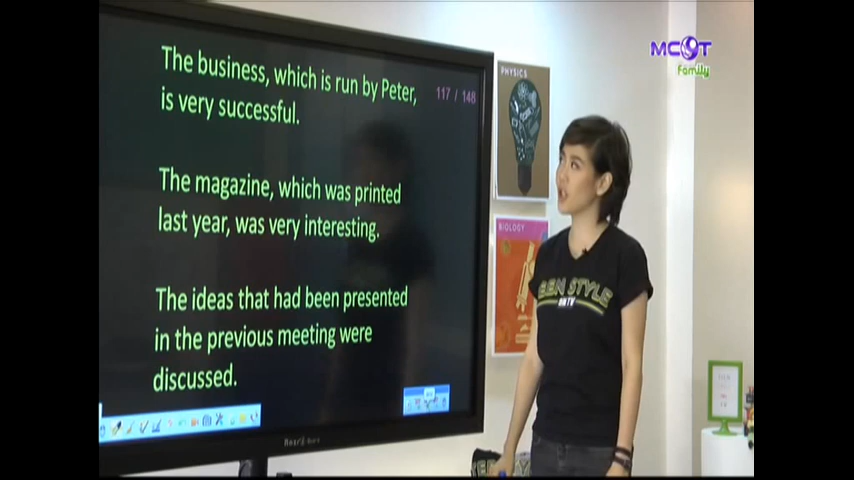 The business, which is run by Peter,
is very successful.
117 / 148
The magazine, which was printed
last year, was very interesting.
The ideas that had been presented
in the previous meeting were
discussed.
PHYSICS
BIOLOGY
MCOT
Family
STYLE